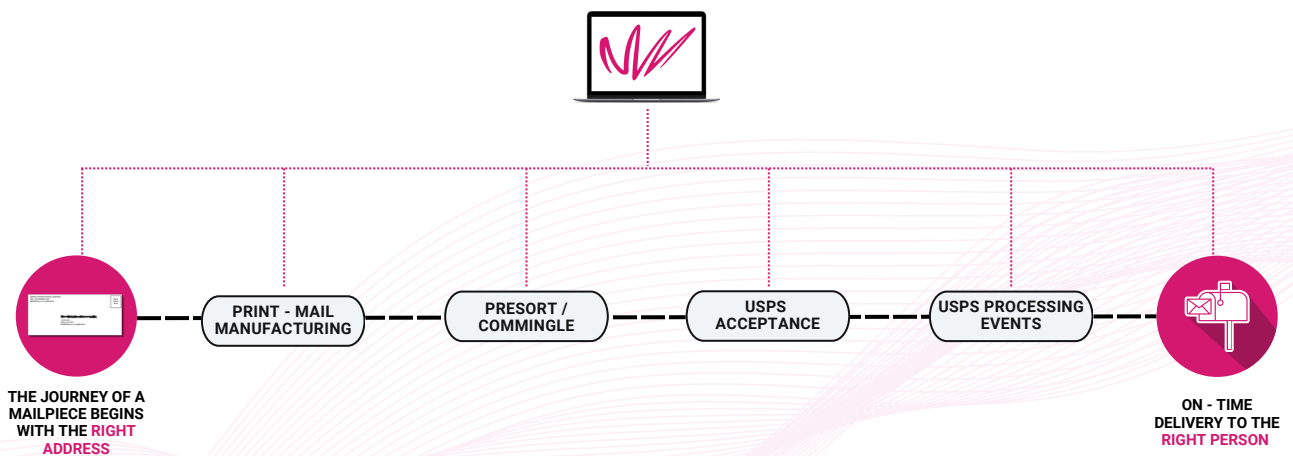 PRINT - MAIL
MANUFACTURING
PRESORT /
COMMINGLE
USPS
ACCEPTANCE
USPS PROCESSING
EVENTS
THE JOURNEY OF A
MAILPIECE BEGINS
WITH THE RIGHT
ADDRESS
ON - TIME
DELIVERY TO THE
RIGHT PERSON